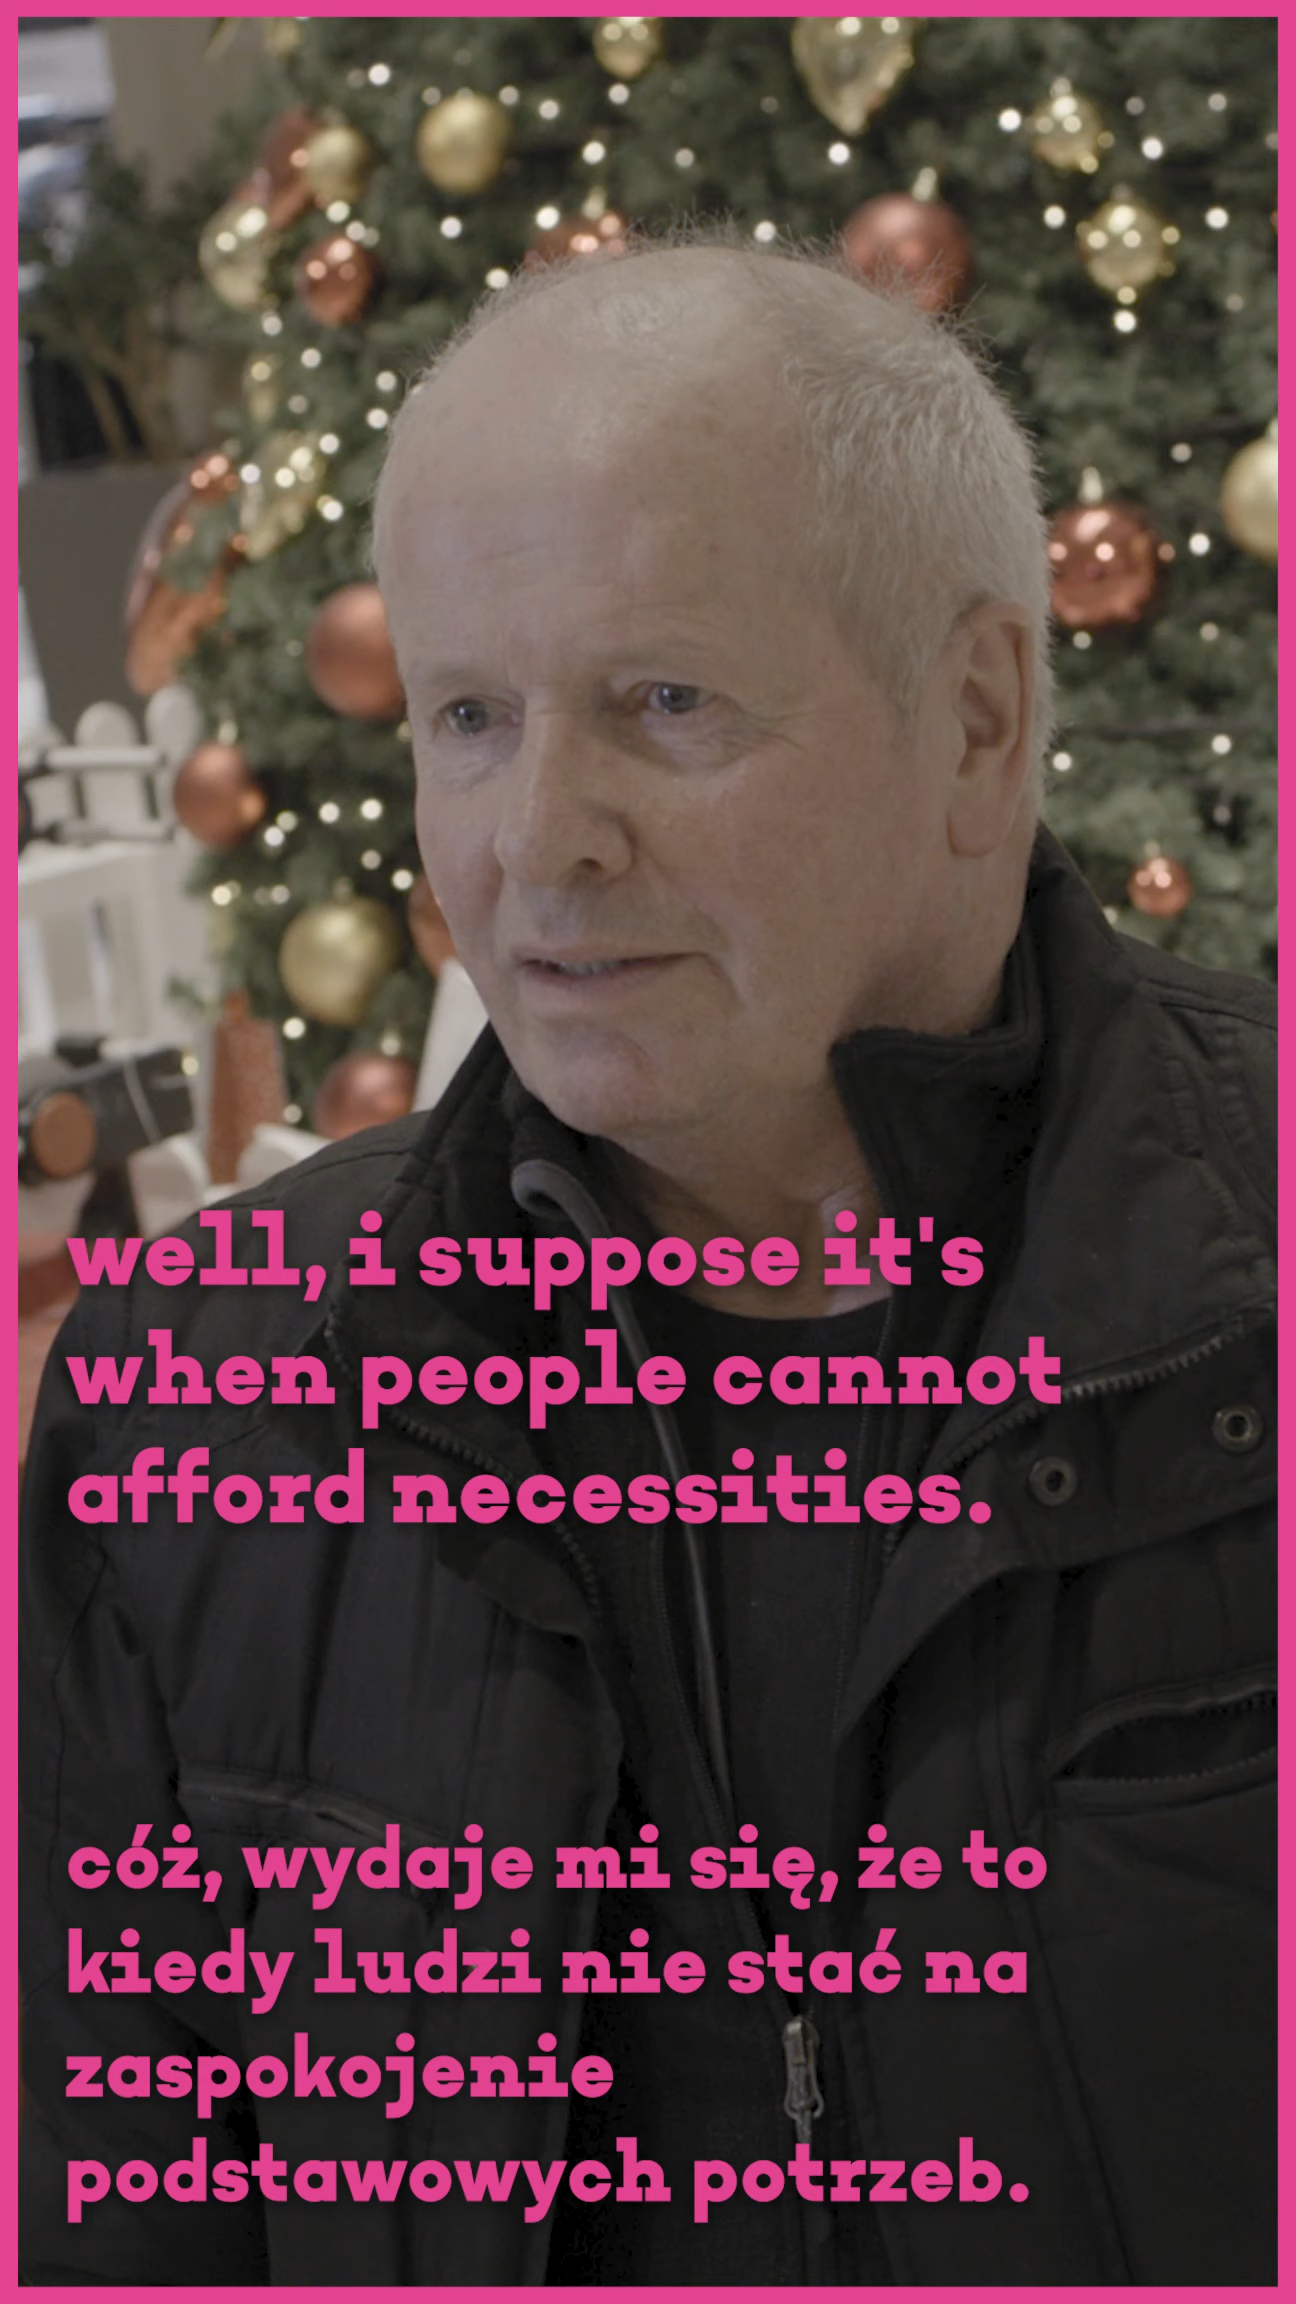 well, i suppose it's
when people cannot
afford necessities.
cóż, wydaje mi się, że to
kiedy ludzi nie stać na
zaspokojenie
podstawowych potrzeb.